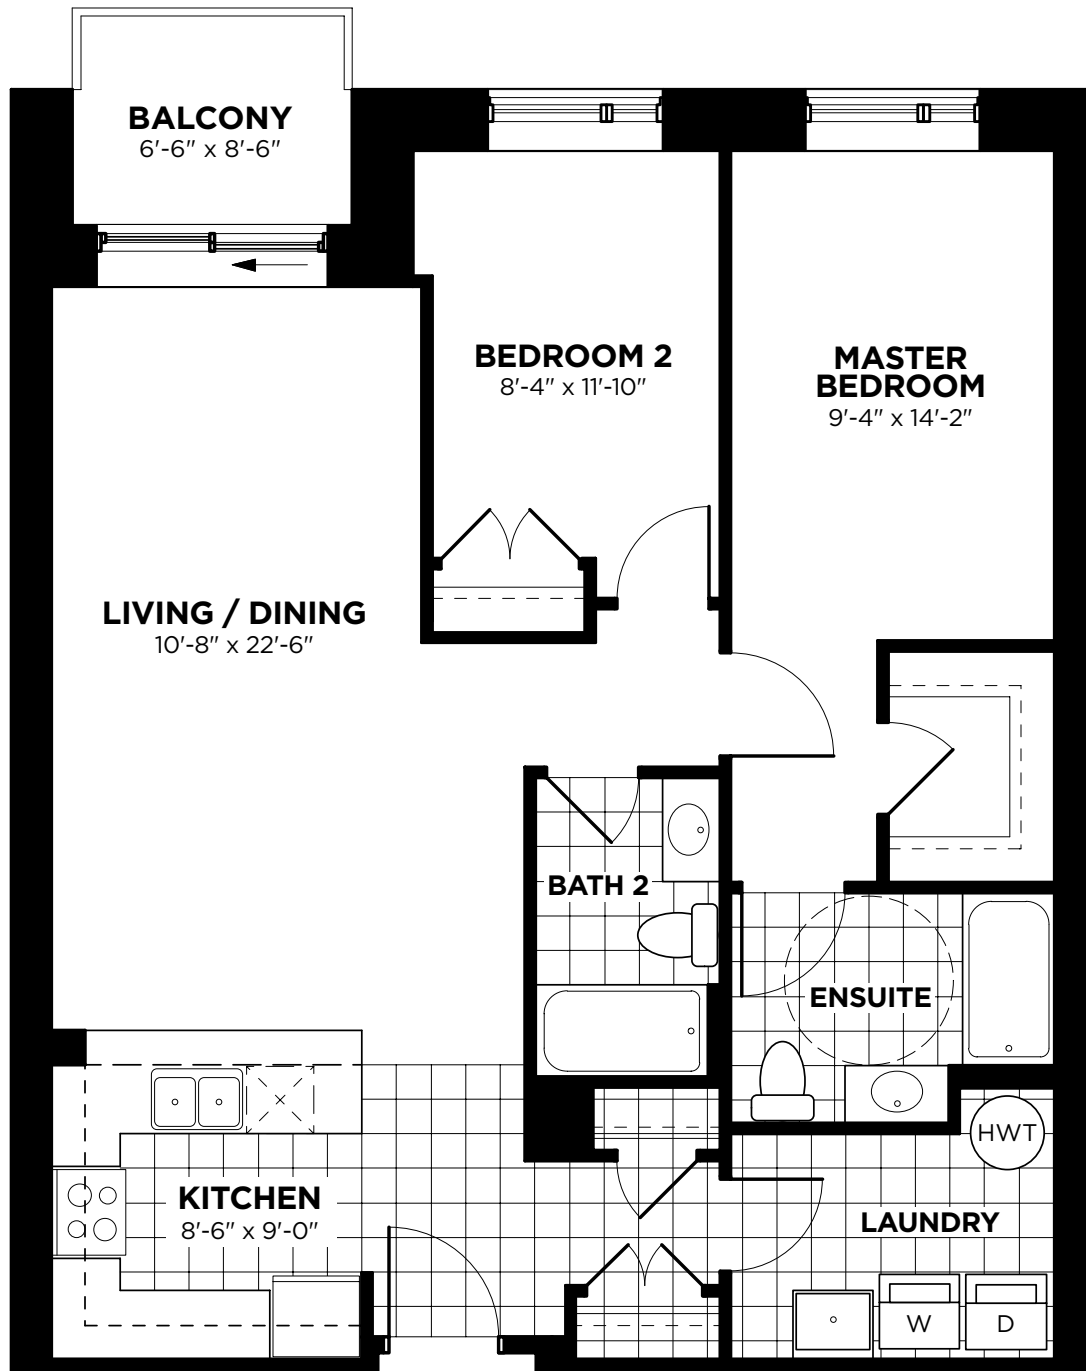 BALCONY
6'-6" x 8'-6"
BEDROOM 2
8'-4" x 11'-10"
MASTER
BEDROOM
9'-4" x 14'-2"
LIVING / DINING
10'-8" x 22'-6"
BATH 2
ENSUITE
HWT
KITCHEN
8'-6" x 9'-0"
LAUNDRY
W
D